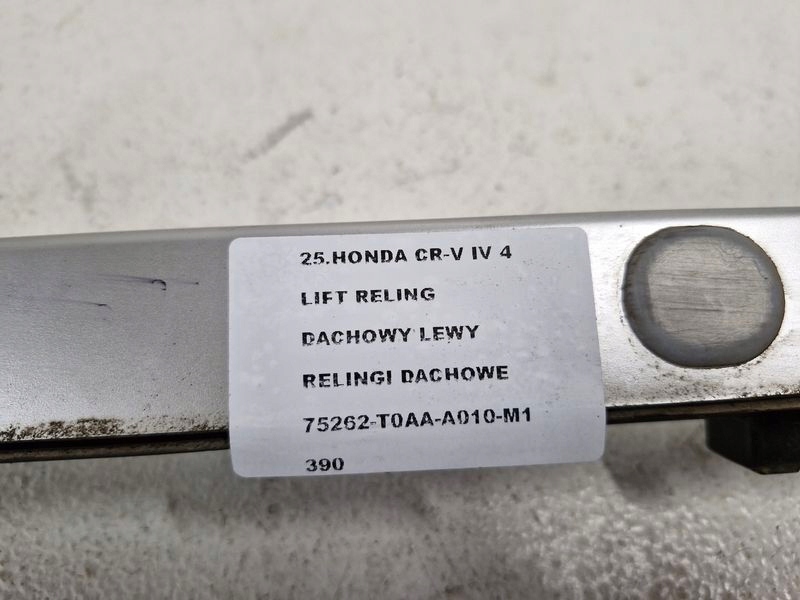 25.HONDA CR-V IV 4
LIFT RELING
DACHOWY LEWY
RELINGI DACHOWE
75262-T0AA-A010-M1
390